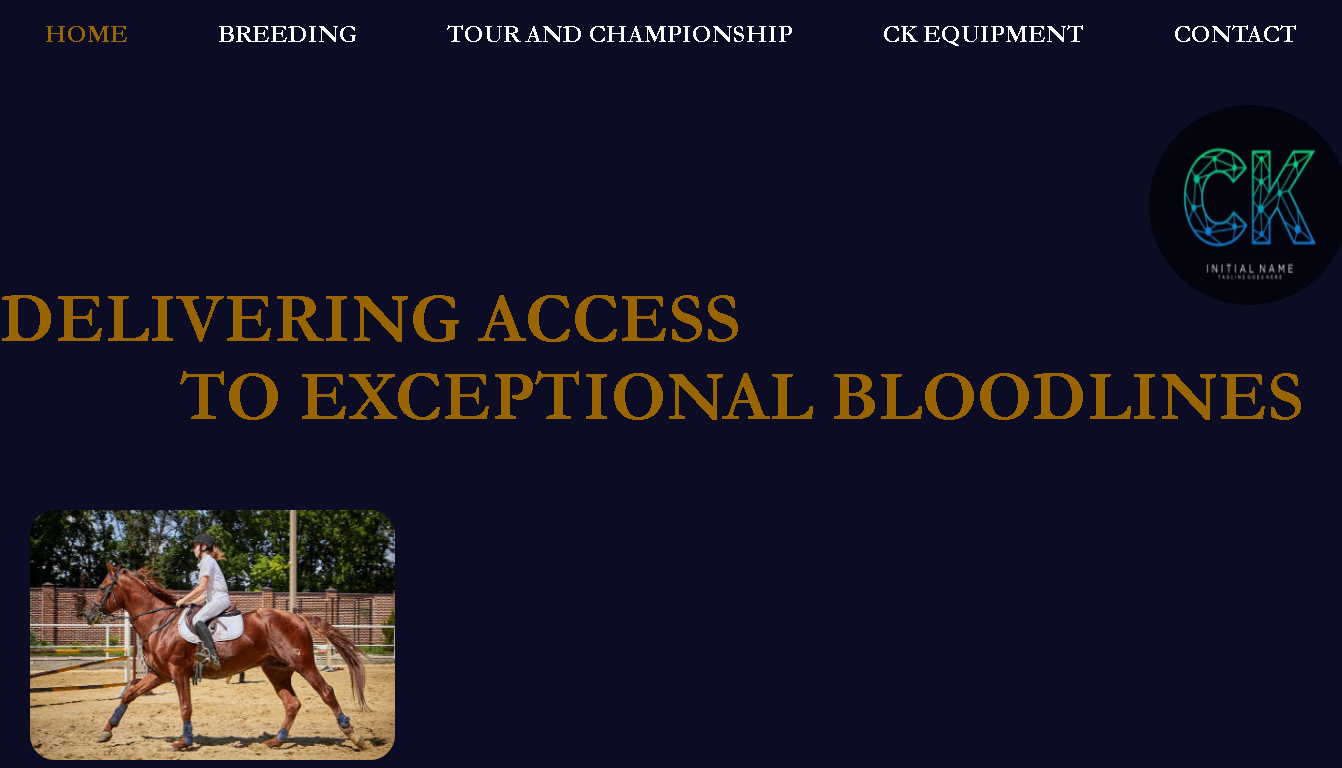 HOME BREEDING TOUR AND CHAMPIONSHIP CK EQUIPMENT CONTACT
CK
INITIAL NAME
TAGLINE GOES HERE
DELIVERING ACCESS
TO EXCEPTIONAL BLOODLINES